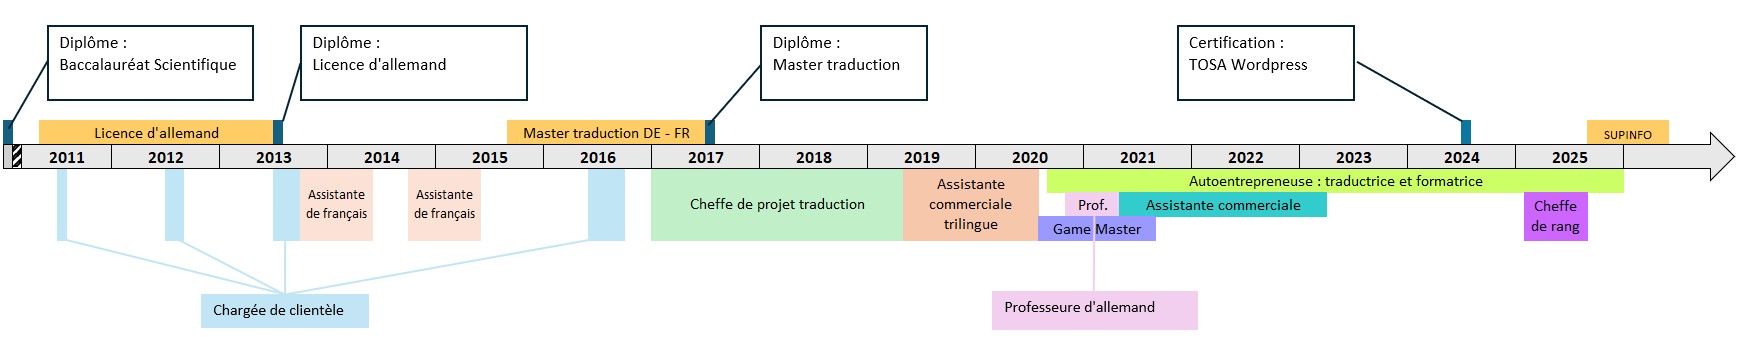 Diplôme :
Baccalauréat Scientifique
Diplôme :
Licence d'allemand
Diplôme :
Master traduction
Certification :
TOSA Wordpress
Licence d'allemand
Master traduction DE - FR
SUPINFO
2011
2012
2013
2014
2015
2016
2017
2018
2019
2020
2021
2022
2023
2024
2025
Assistante
de français
Assistante
de français
Cheffe de projet traduction
Assistante
commerciale
trilingue
Autoentrepreneuse : traductrice et formatrice
Prof.
Assistante commerciale
Game Master
Cheffe
de rang
Chargée de clientèle
Professeure d'allemand